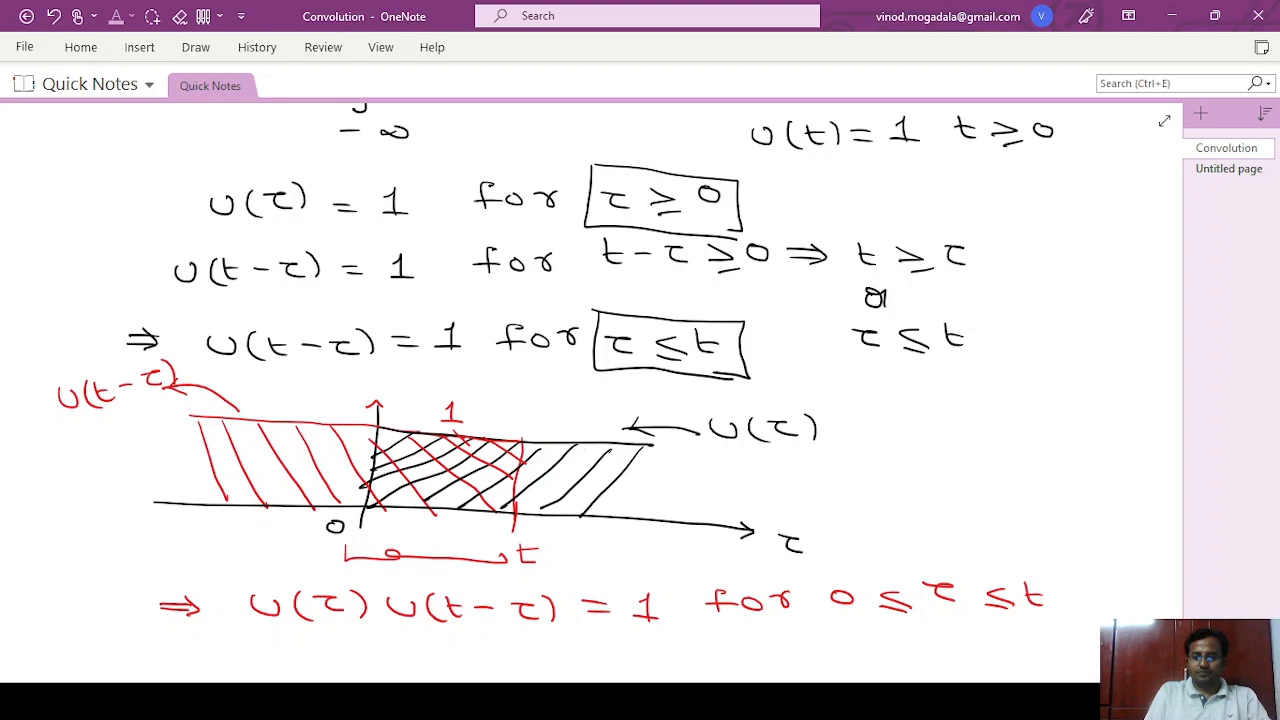 Convolution - OneNote
Search
vinod.mogadala@gmail.com
V
File Home Insert Draw View History Review View Help
Quick Notes
Quick Notes
Search (Ctrl+E)
Convolution
Untitled page
- ∞
u(t) = 1 t ≥ 0
u(τ) = 1 for τ ≥ 0
u(t - τ) = 1 for t - τ ≥ 0 ⇒ t ≥ τ
or
⇒ u(t - τ) = 1 for τ ≤ t
τ ≤ t
u(t - τ)
1
u(τ)
0
t
τ
⇒ u(τ) u(t - τ) = 1 for 0 ≤ τ ≤ t